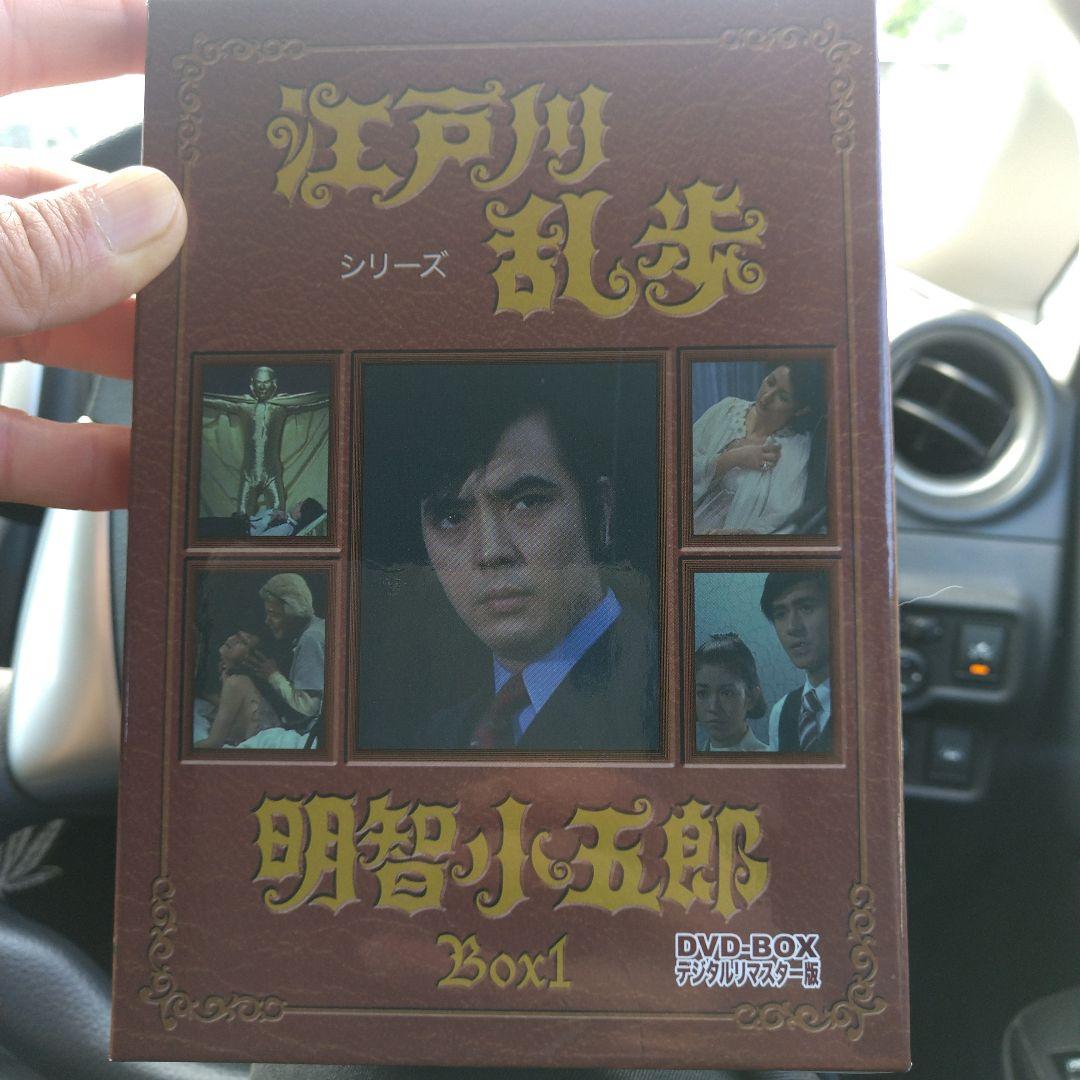 江戸川
乱歩
シリーズ
明智小五郎
Box1
DVD-BOX
デジタルリマスター版